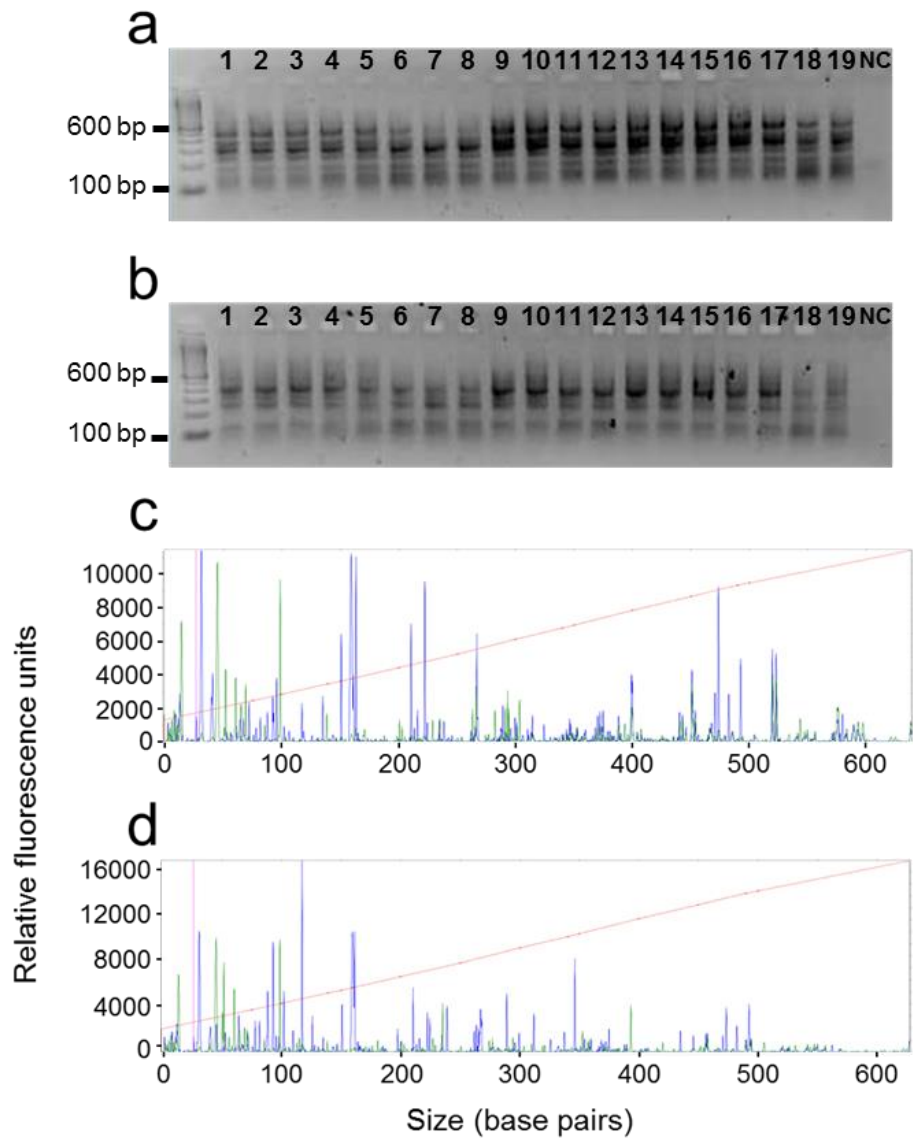 a
1 2 3 4 5 6 7 8 9 10 11 12 13 14 15 16 17 18 19 NC
600 bp
100 bp
b
1 2 3 4 5 6 7 8 9 10 11 12 13 14 15 16 17 18 19 NC
600 bp
100 bp
c
10000
8000
6000
4000
2000
0
0 100 200 300 400 500 600
d
16000
12000
8000
4000
0
0 100 200 300 400 500 600
Relative fluorescence units
Size (base pairs)